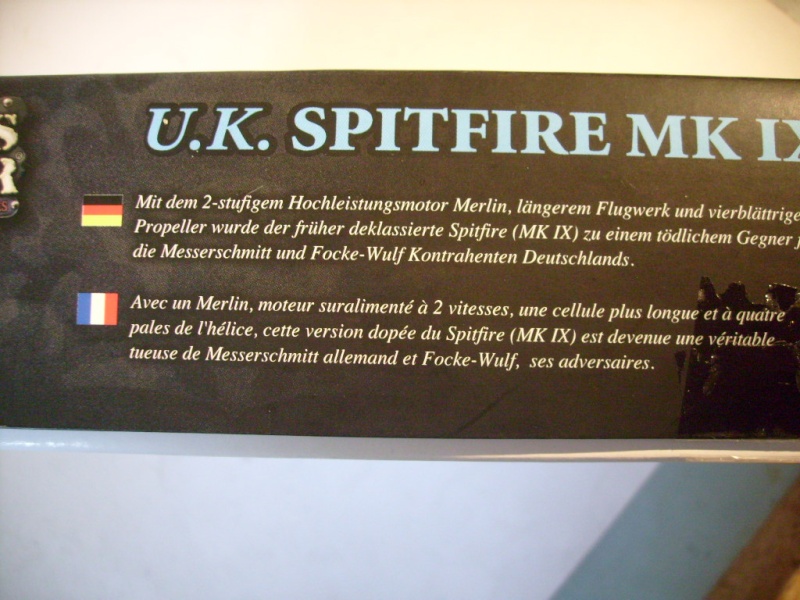 U.K. SPITFIRE MK IX
Mit dem 2-stufigem Hochleistungsmotor Merlin, längerem Flugwerk und vierblättrige
Propeller wurde der früher deklassierte Spitfire (MK IX) zu einem tödlichem Gegner f
die Messerschmitt und Focke-Wulf Kontrahenten Deutschlands.
Avec un Merlin, moteur suralimenté à 2 vitesses, une cellule plus longue et à quatre
pales de l'hélice, cette version dopée du Spitfire (MK IX) est devenue une véritable
tueuse de Messerschmitt allemand et Focke-Wulf, ses adversaires.